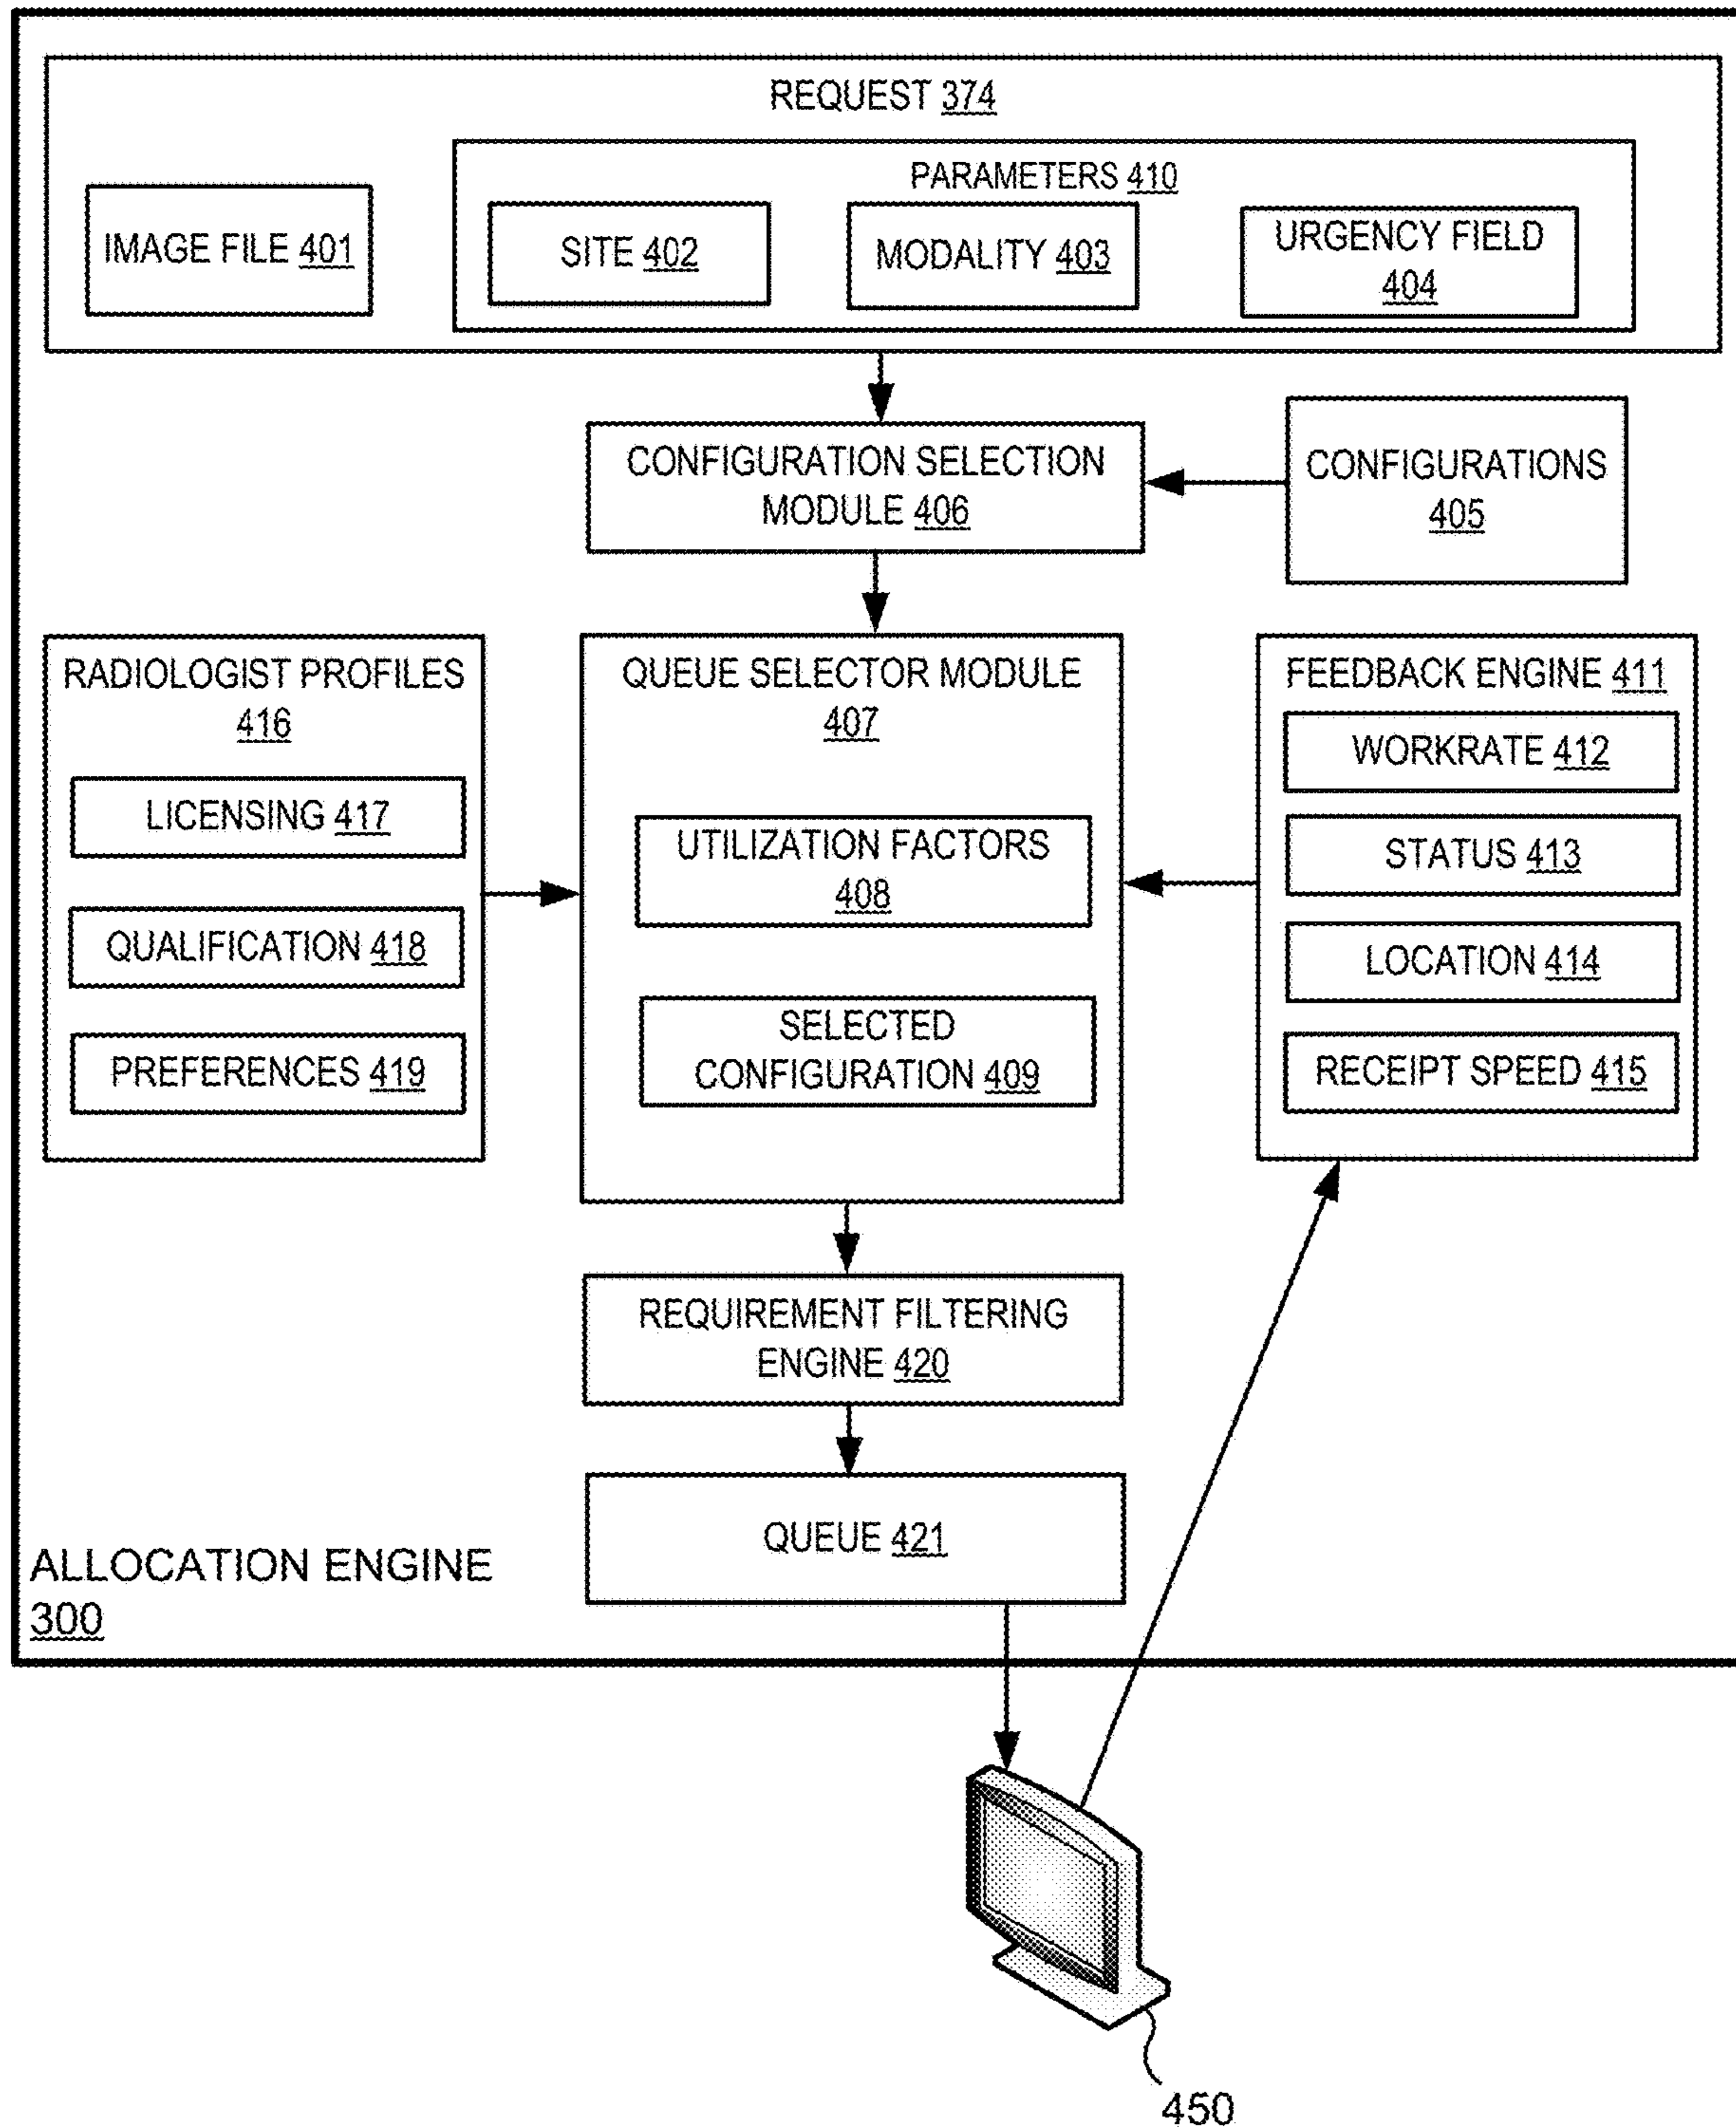 REQUEST 374
PARAMETERS 410
IMAGE FILE 401
SITE 402
MODALITY 403
URGENCY FIELD
404
CONFIGURATION SELECTION
MODULE 406
CONFIGURATIONS
405
RADIOLOGIST PROFILES
416
LICENSING 417
QUALIFICATION 418
PREFERENCES 419
QUEUE SELECTOR MODULE
407
UTILIZATION FACTORS
408
SELECTED
CONFIGURATION 409
FEEDBACK ENGINE 411
WORKRATE 412
STATUS 413
LOCATION 414
RECEIPT SPEED 415
REQUIREMENT FILTERING
ENGINE 420
QUEUE 421
ALLOCATION ENGINE
300
450